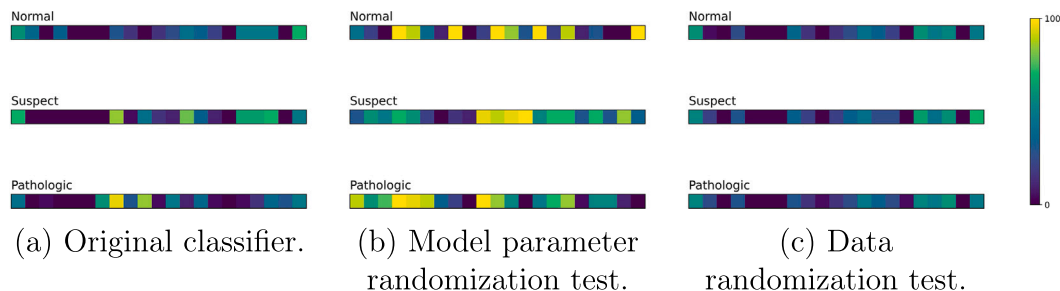 Normal
Suspect
Pathologic
(a) Original classifier.
Normal
Suspect
Pathologic
(b) Model parameter
randomization test.
Normal
Suspect
Pathologic
(c) Data
randomization test.
100
0